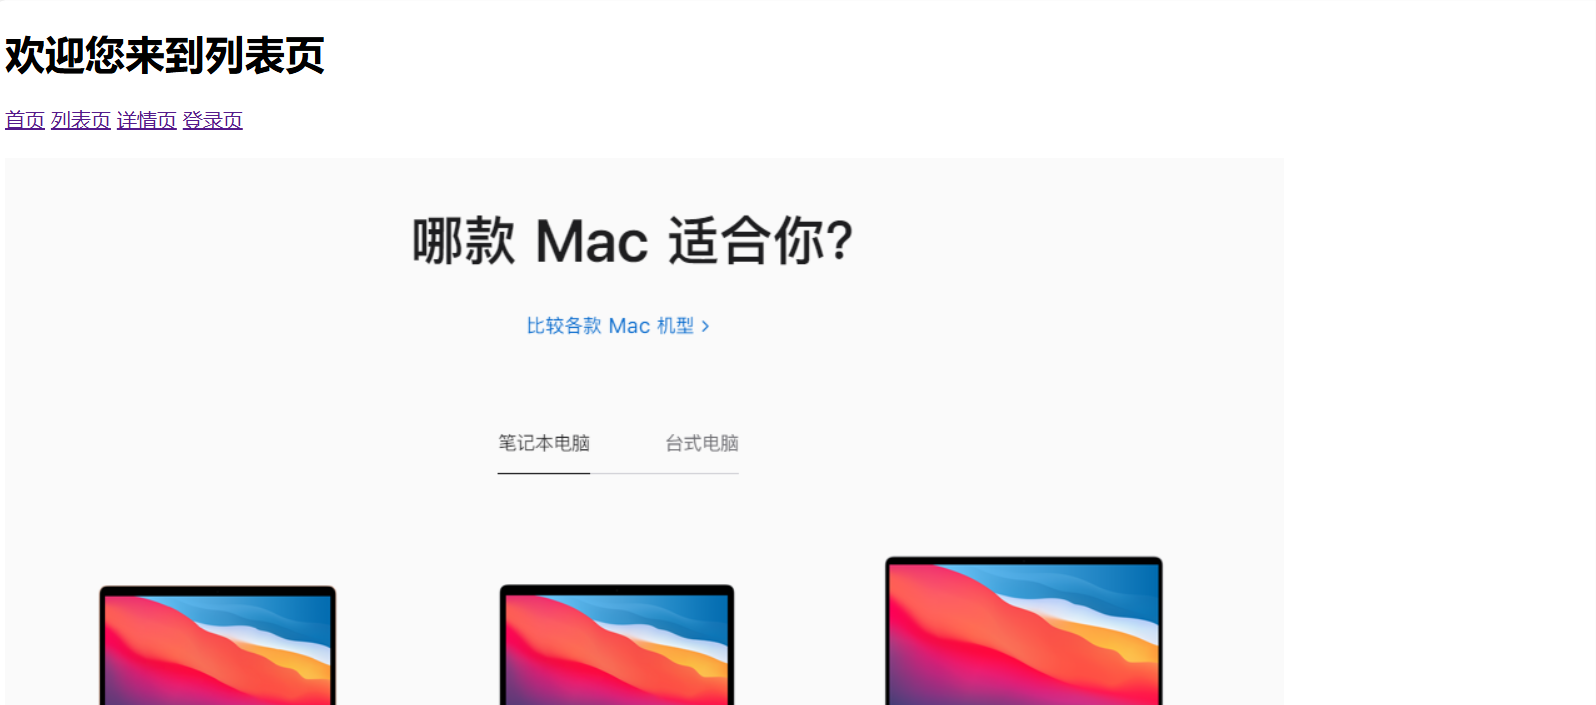 欢迎您来到列表页
首页 列表页 详情页 登录页
哪款 Mac 适合你?
比较各款 Mac 机型 >
笔记本电脑 台式电脑